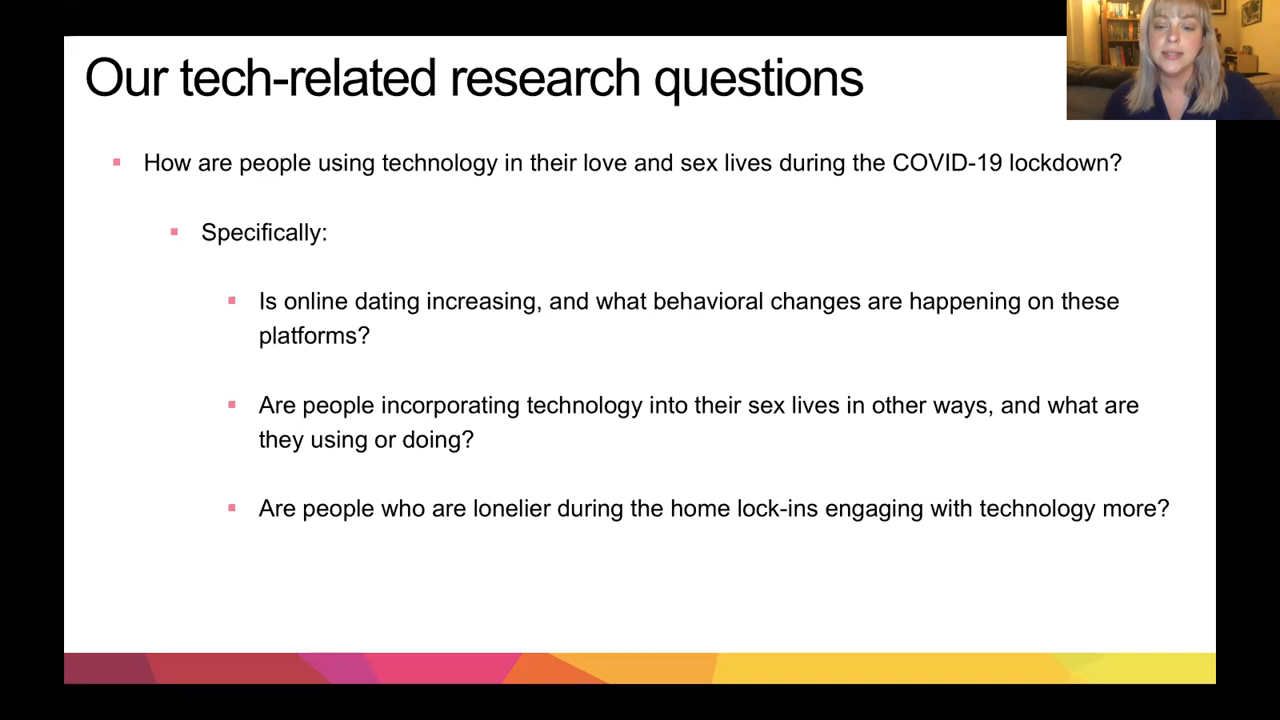 Our tech-related research questions
How are people using technology in their love and sex lives during the COVID-19 lockdown?
Specifically:
Is online dating increasing, and what behavioral changes are happening on these
platforms?
Are people incorporating technology into their sex lives in other ways, and what are
they using or doing?
Are people who are lonelier during the home lock-ins engaging with technology more?